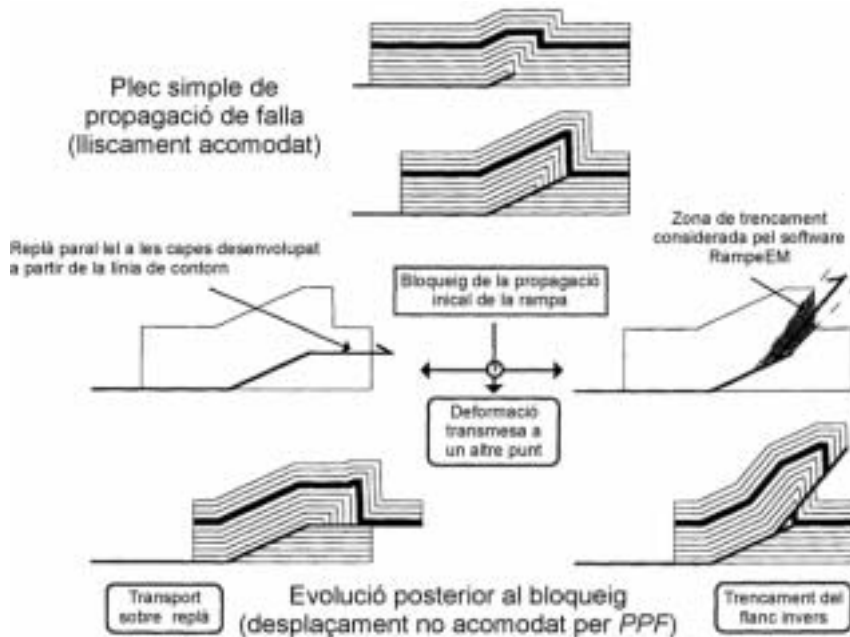 Plec simple de
propagació de falla
(lliscament acomodat)
Zona de trencament
considerada pel software
RampeEM
Replà paral·lel a les capes desenvolupat
a partir de la línia de contorn
Bloqueig de la propagació
inical de la rampa
Deformació
transmesa a
un altre punt
Transport
sobre replà
Evolució posterior al bloqueig
(desplaçament no acomodat per PPF)
Trencament del
flanc invers